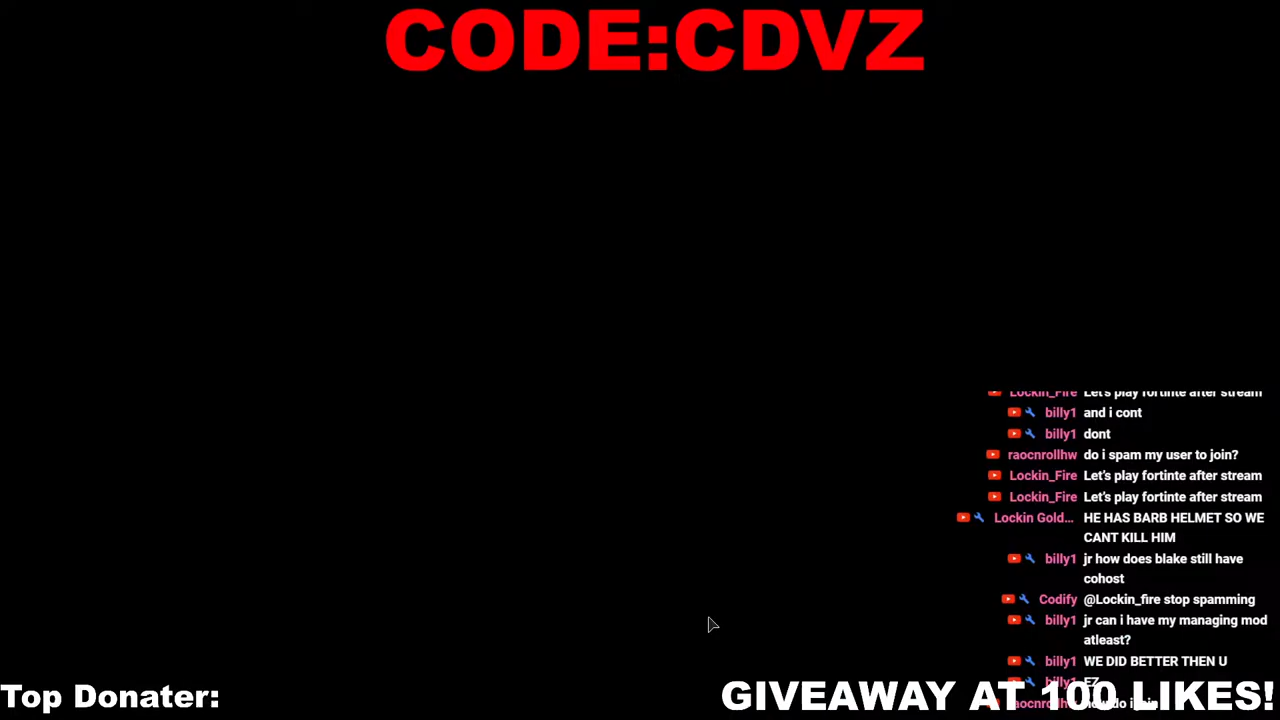 CODE:CDVZ
Lockin_Fire Let's play fortinte after stream
billy1 and i cont
billy1 dont
raocnrollhw do i spam my user to join?
Lockin_Fire Let's play fortinte after stream
Lockin_Fire Let's play fortinte after stream
Lockin Gold... HE HAS BARB HELMET SO WE
CANT KILL HIM
billy1 jr how does blake still have
cohost
Codify @Lockin_fire stop spamming
billy1 jr can i have my managing mod
atleast?
billy1 WE DID BETTER THEN U
billy1 EZ
Top Donater:
GIVEAWAY AT 100 LIKES!